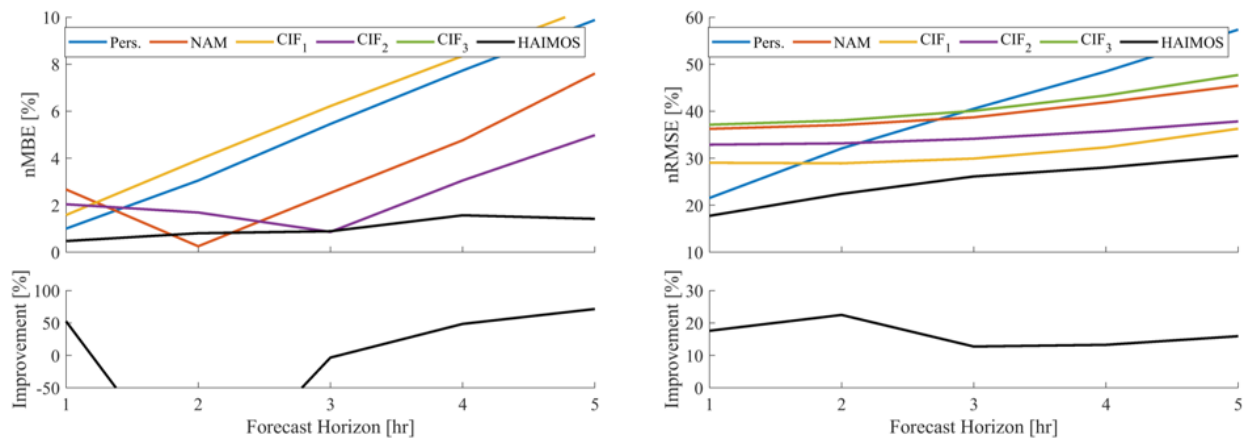 10
8
6
4
2
0
nMBE [%]
Pers. NAM CIF₁ CIF₂ CIF₃ HAIMOS
100
50
0
-50
Improvement [%]
1 2 3 4 5
Forecast Horizon [hr]
60
50
40
30
20
10
nRMSE [%]
Pers. NAM CIF₁ CIF₂ CIF₃ HAIMOS
30
20
10
0
Improvement [%]
1 2 3 4 5
Forecast Horizon [hr]